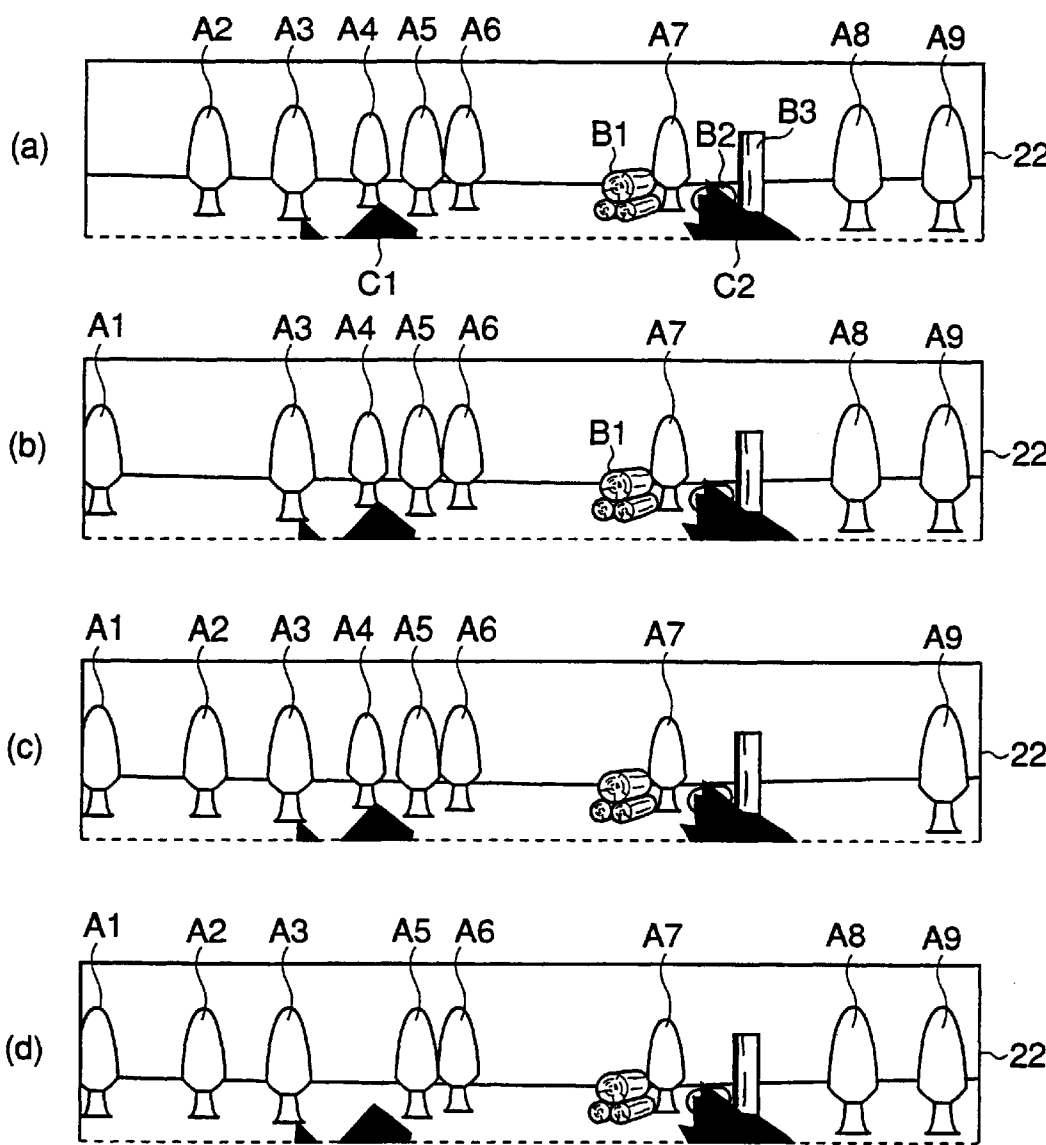 A2 A3 A4 A5 A6 A7 A8 A9
(a) B1 B2 B3 22
C1 C2
A1 A3 A4 A5 A6 A7 A8 A9
(b) B1 22
A1 A2 A3 A4 A5 A6 A7 A9
(c) 22
A1 A2 A3 A5 A6 A7 A8 A9
(d) 22